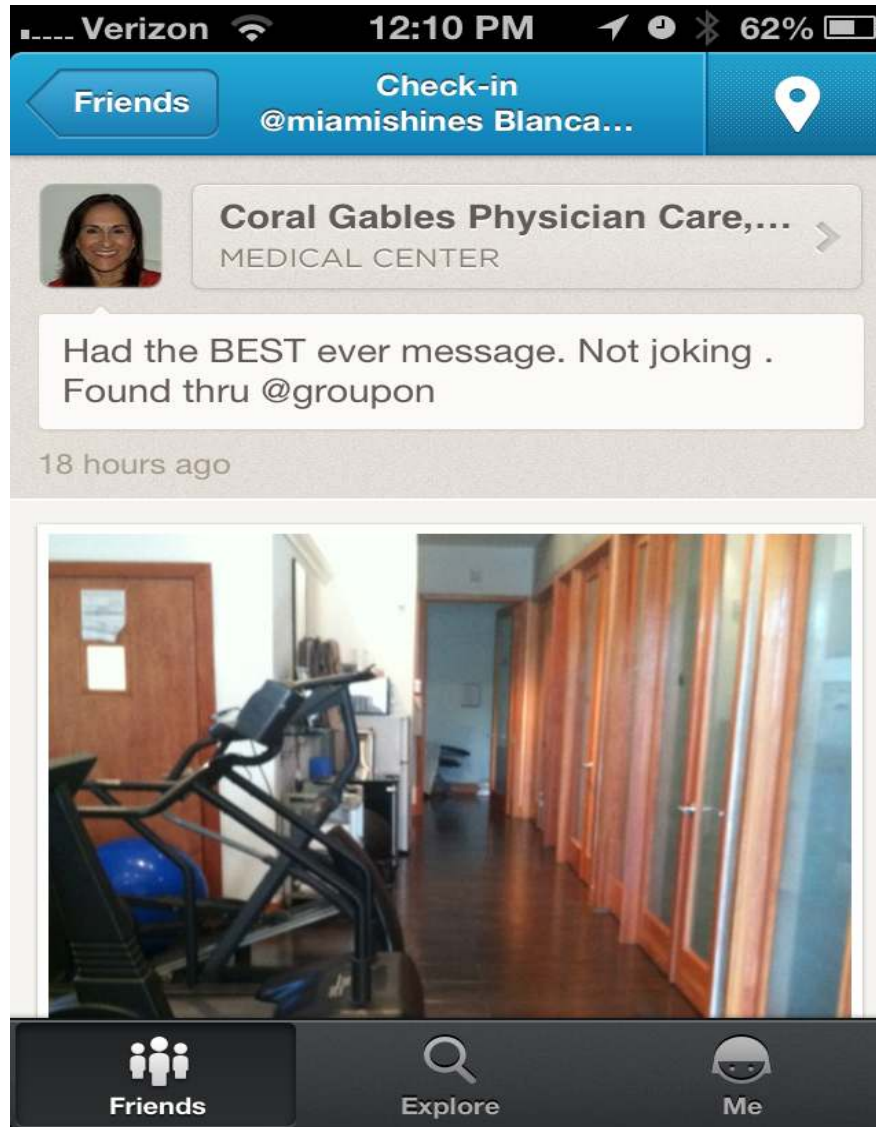 Verizon 12:10 PM 62%
Friends
Check-in
@miamishines Blanca...
Coral Gables Physician Care,...
MEDICAL CENTER
Had the BEST ever message. Not joking .
Found thru @groupon
18 hours ago
Friends Explore Me